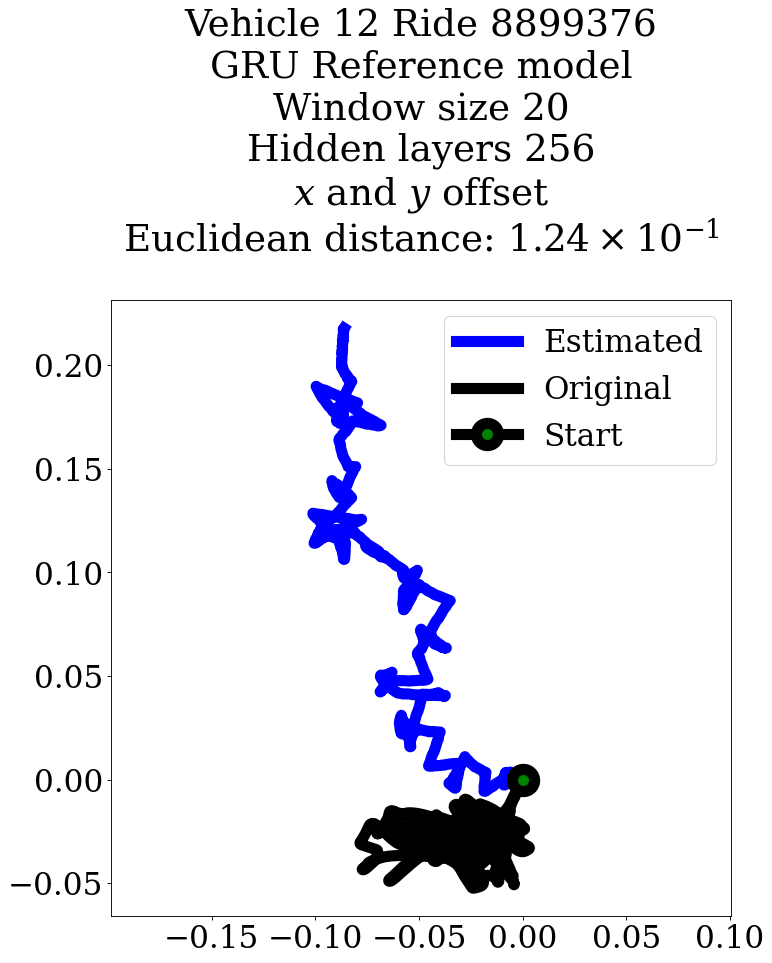 Vehicle 12 Ride 8899376
GRU Reference model
Window size 20
Hidden layers 256
x and y offset
Euclidean distance: 1.24 × 10⁻¹
Estimated
Original
Start
0.20
0.15
0.10
0.05
0.00
−0.05
−0.15 −0.10 −0.05 0.00 0.05 0.10